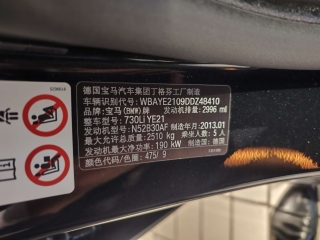 德国宝马汽车集团丁格芬工厂制造
车辆识别代号: WBAYE2109DDZ48410
品牌: 宝马(BMW)牌 发动机排量: 2996 ml
整车型号: 730Li YE21
发动机型号: N52B30AF 制造年月: 2013.01
最大允许总质量: 2510 kg 乘坐人数: 5 人
发动机最大净功率: 190 kW 制造国: 德国
颜色代号/色圈: 475/ 9